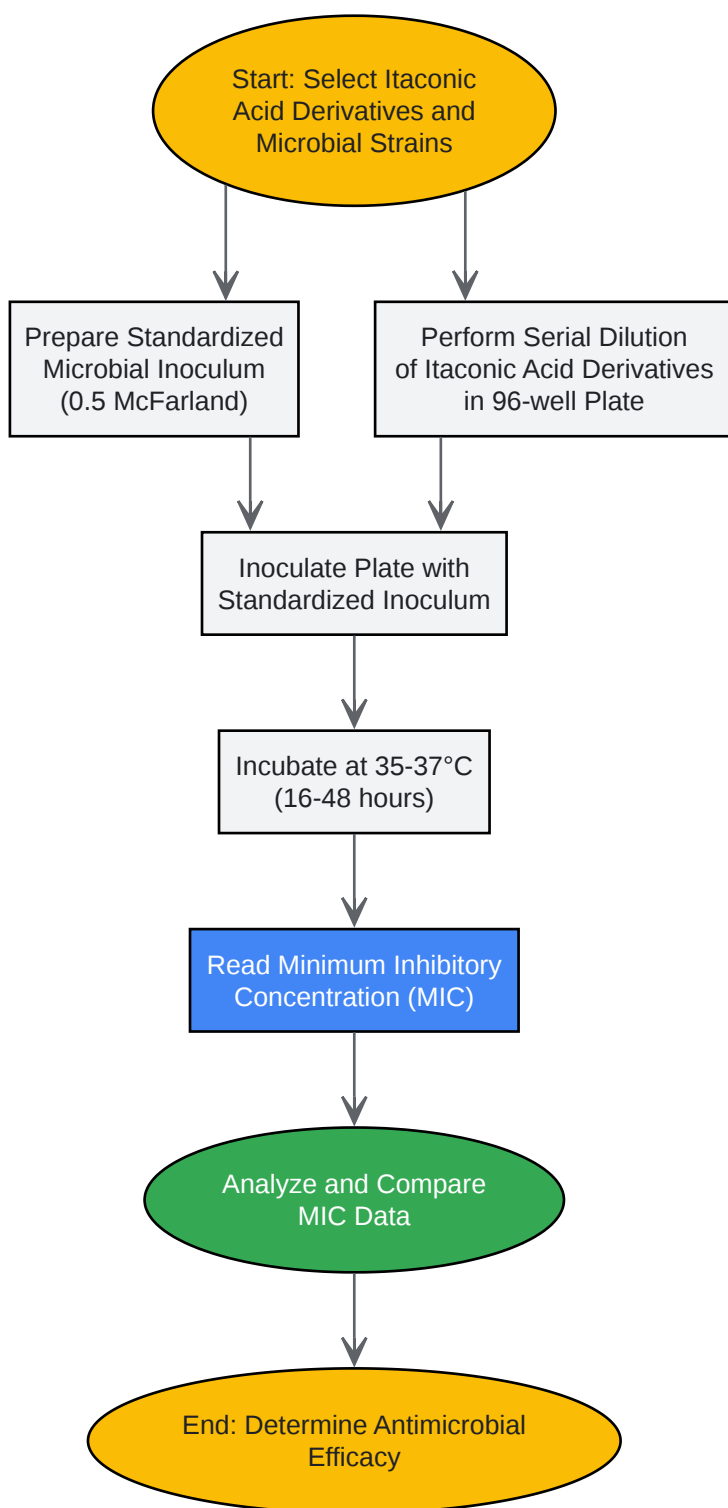 Start: Select Itaconic
Acid Derivatives and
Microbial Strains
Prepare Standardized
Microbial Inoculum
(0.5 McFarland)
Perform Serial Dilution
of Itaconic Acid Derivatives
in 96-well Plate
Inoculate Plate with
Standardized Inoculum
Incubate at 35-37°C
(16-48 hours)
Read Minimum Inhibitory
Concentration (MIC)
Analyze and Compare
MIC Data
End: Determine Antimicrobial
Efficacy